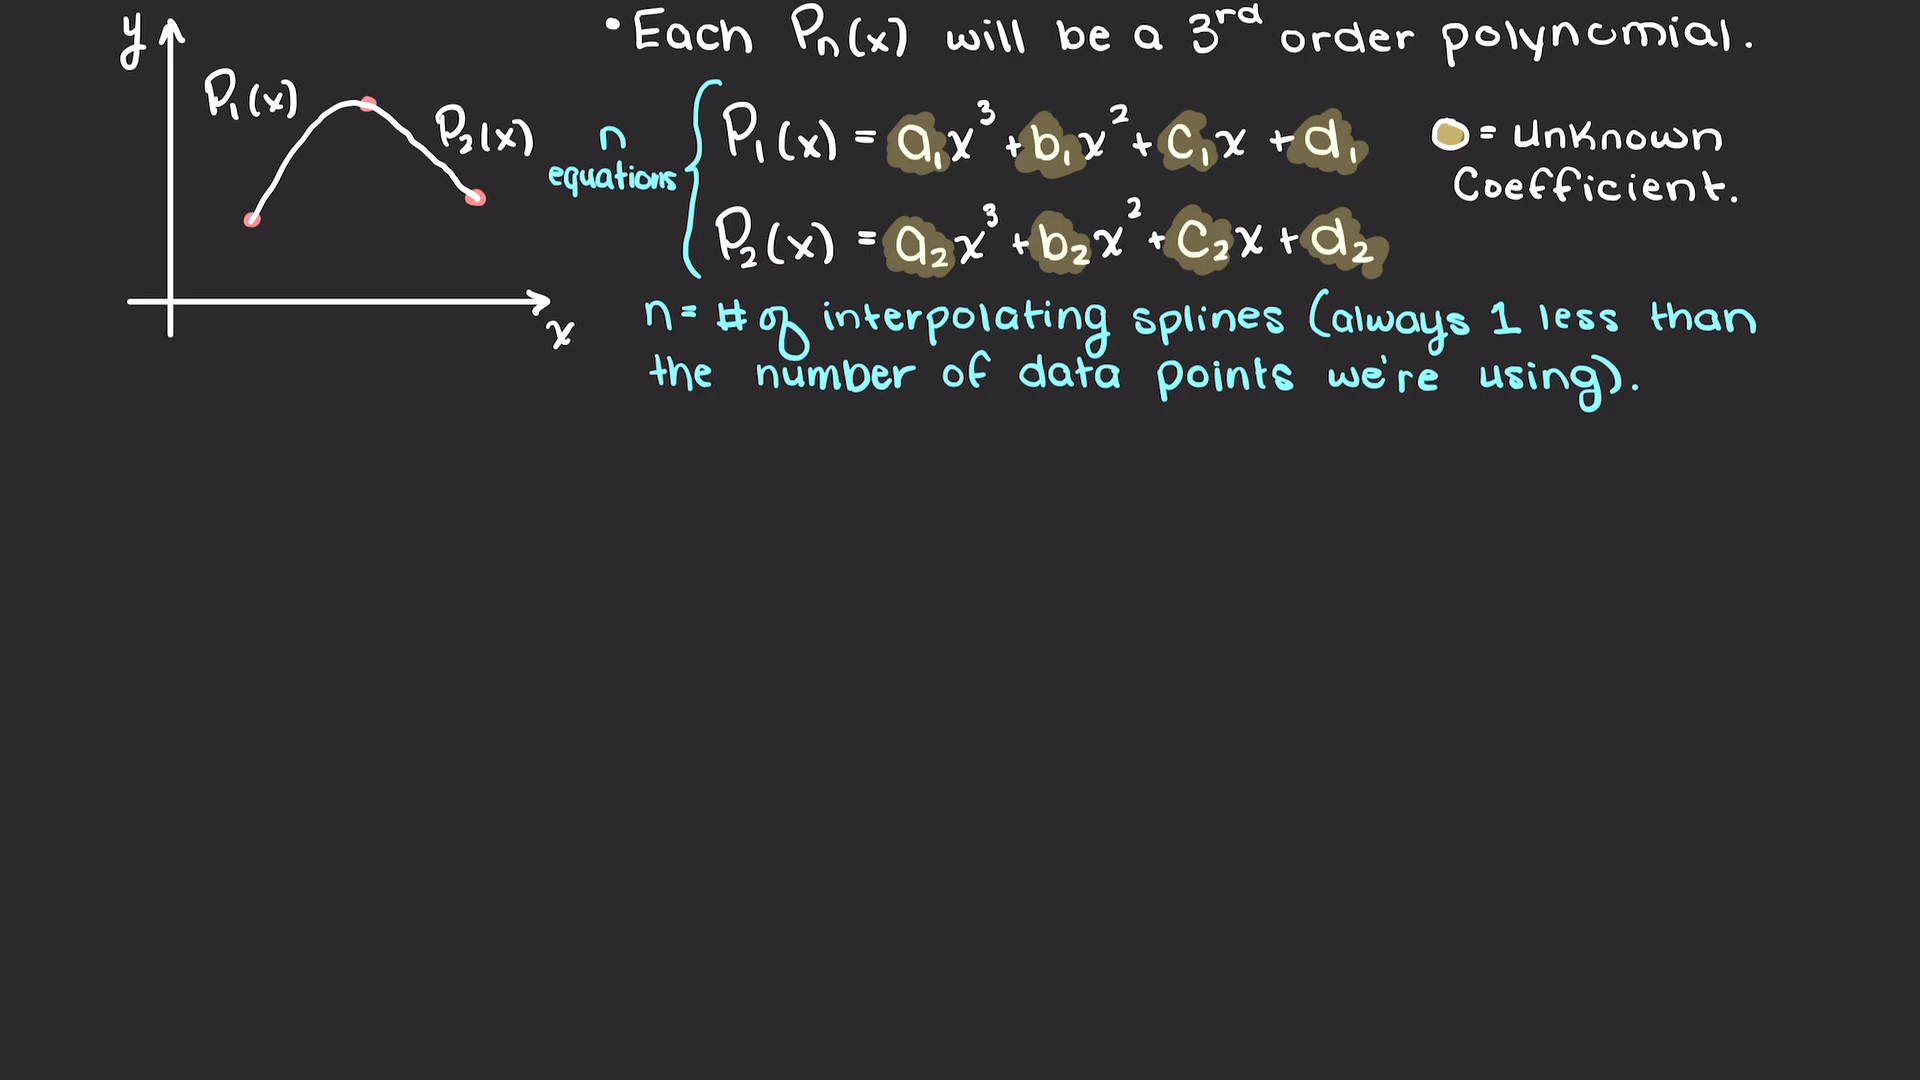 y
P₁(x)
P₂(x)
x
• Each Pₙ(x) will be a 3ʳᵈ order polynomial.
n
equations
P₁(x) = a₁x³ + b₁x² + c₁x + d₁
P₂(x) = a₂x³ + b₂x² + c₂x + d₂
= Unknown
Coefficient.
n = # of interpolating splines (always 1 less than
the number of data points we're using).